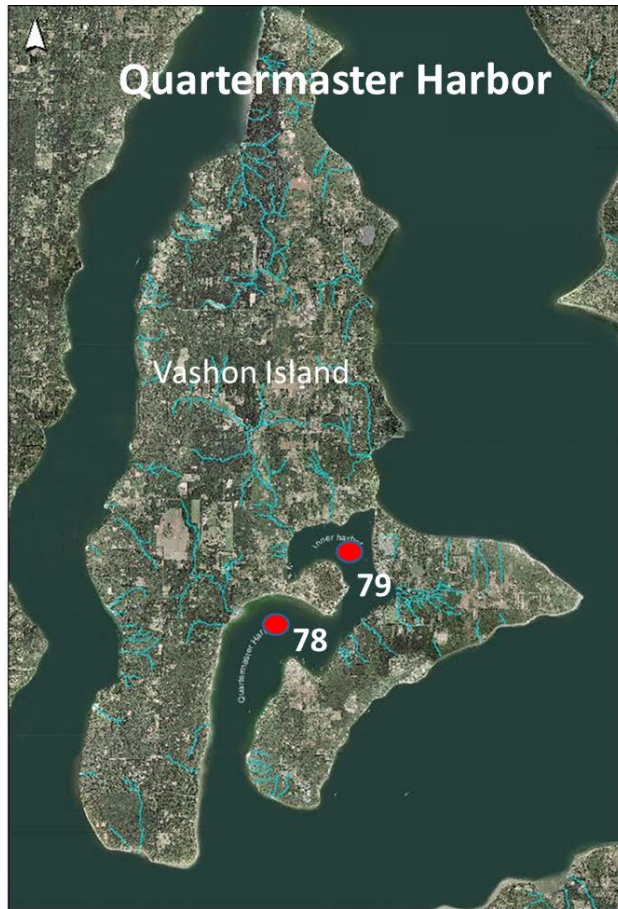 Quartermaster Harbor
Vashon Island
Inner harbor
79
78
Quartermaster Har